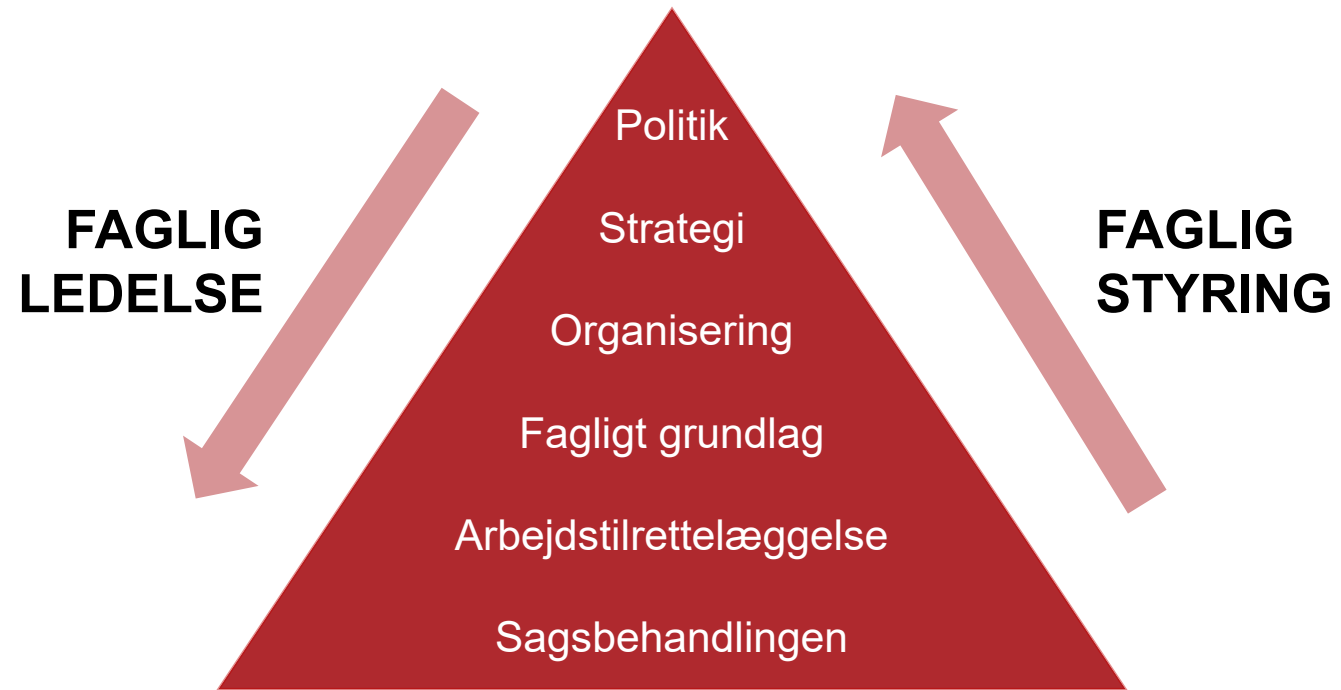 Politik
Strategi
Organisering
Fagligt grundlag
Arbejdstilrettelæggelse
Sagsbehandlingen
FAGLIG
LEDELSE
FAGLIG
STYRING